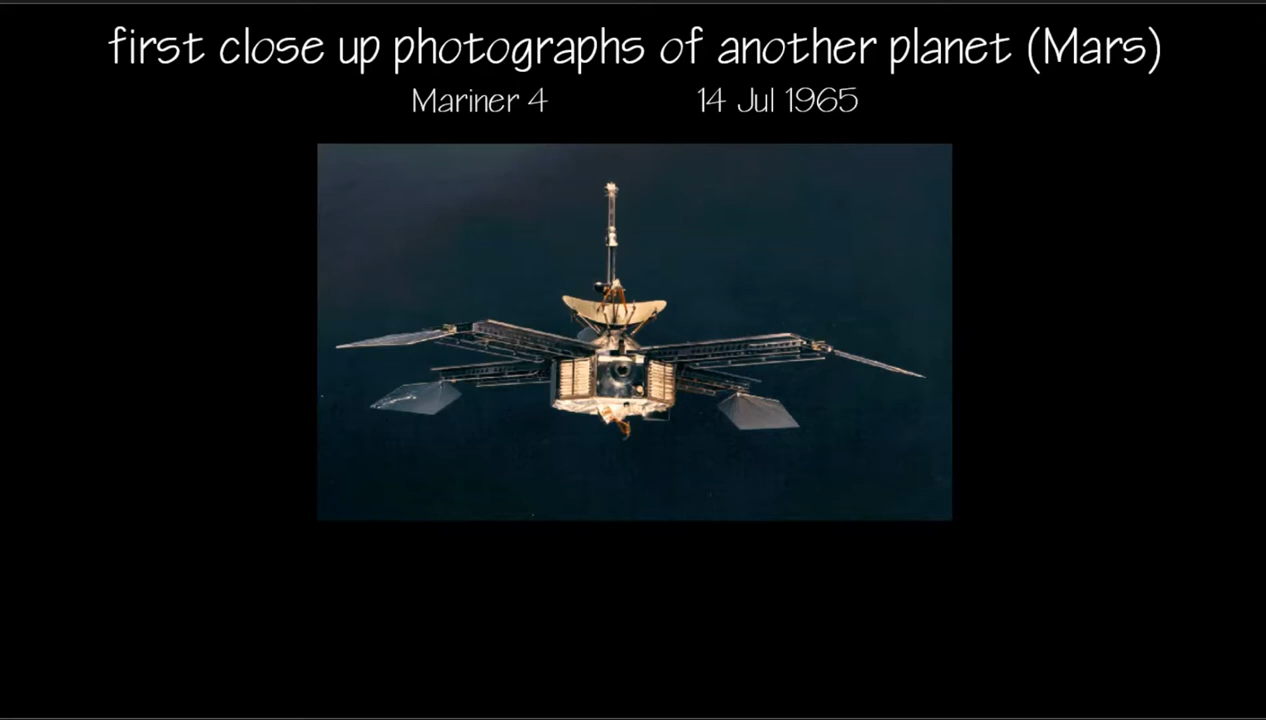 first close up photographs of another planet (Mars)
Mariner 4 14 Jul 1965